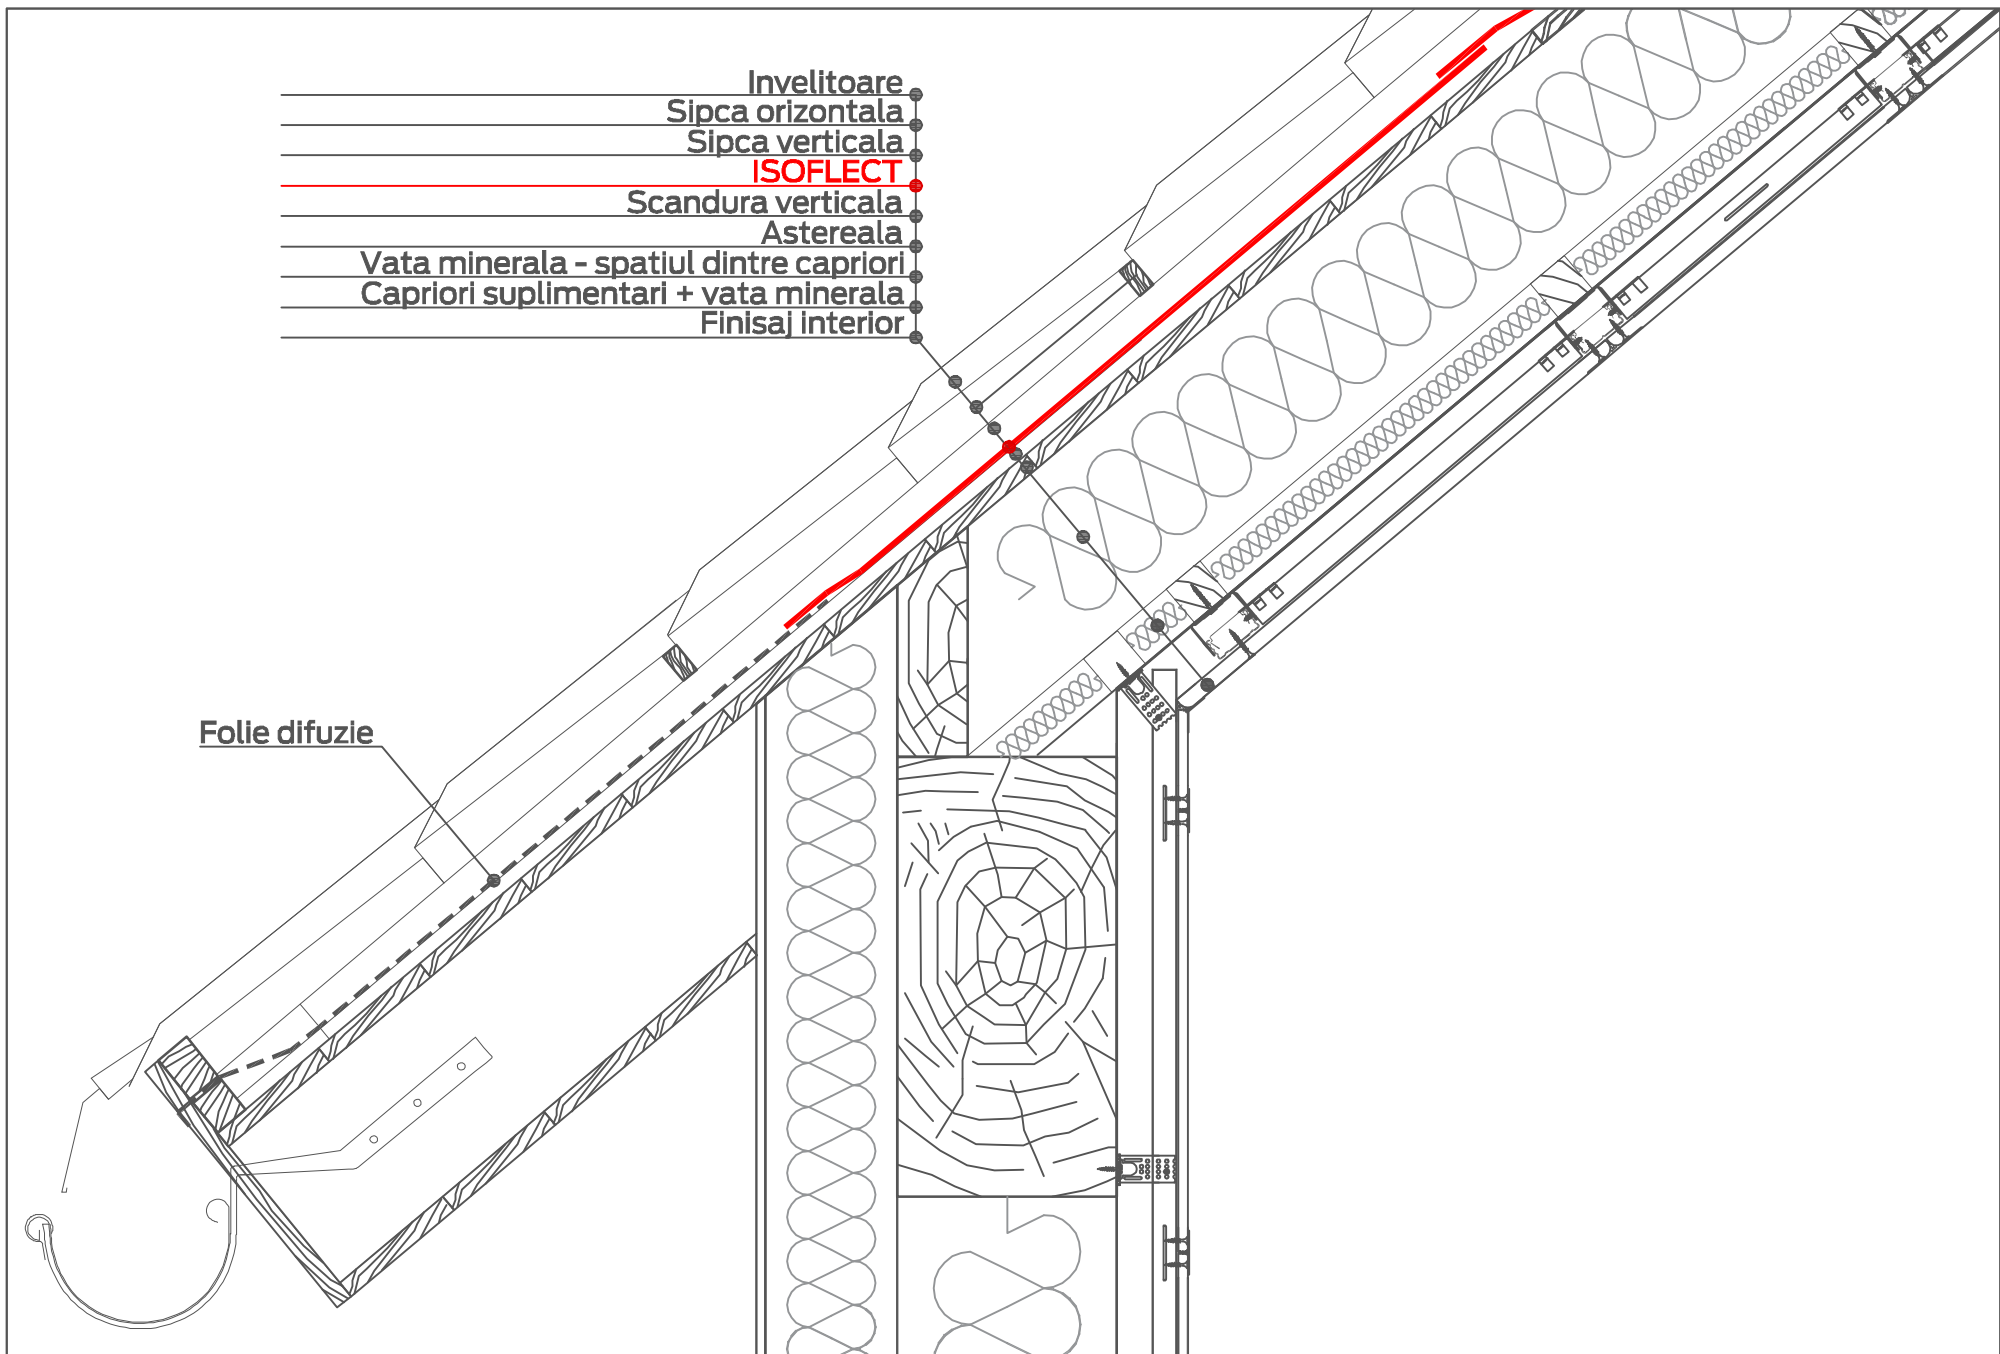 Invelitoare
Sipca orizontala
Sipca verticala
ISOFLECT
Scandura verticala
Astereala
Vata minerala - spatiul dintre capriori
Capriori suplimentari + vata minerala
Finisaj interior
Folie difuzie